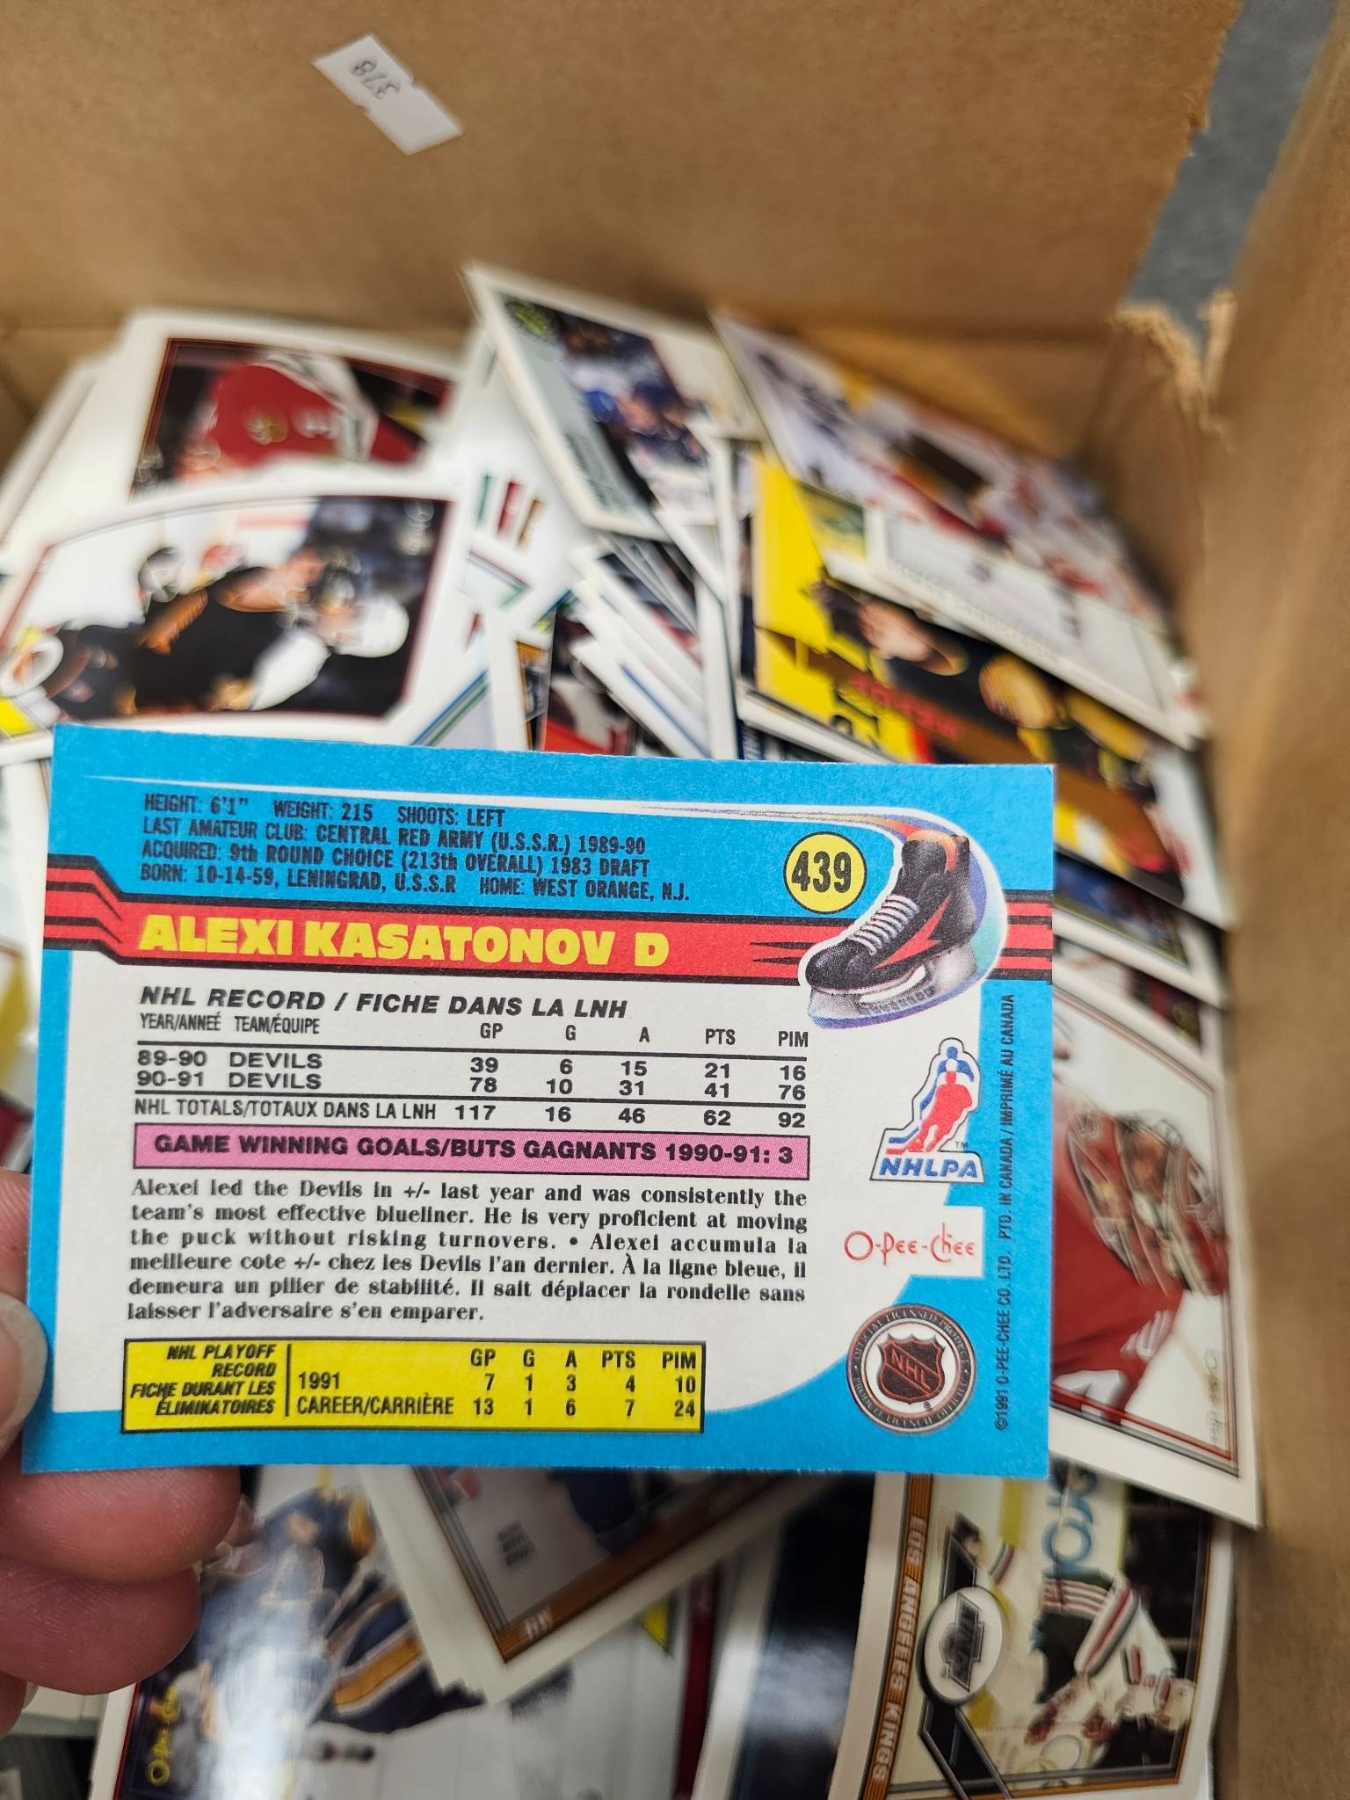 378
HEIGHT: 6'1" WEIGHT: 215 SHOOTS: LEFT
LAST AMATEUR CLUB: CENTRAL RED ARMY (U.S.S.R.) 1989-90
ACQUIRED: 9th ROUND CHOICE (213th OVERALL) 1983 DRAFT
BORN: 10-14-59, LENINGRAD, U.S.S.R HOME: WEST ORANGE, N.J.
439
ALEXI KASATONOV D
NHL RECORD / FICHE DANS LA LNH
YEAR/ANNEÉ TEAM/ÉQUIPE GP G A PTS PIM
89-90 DEVILS 39 6 15 21 16
90-91 DEVILS 78 10 31 41 76
NHL TOTALS/TOTAUX DANS LA LNH 117 16 46 62 92
GAME WINNING GOALS/BUTS GAGNANTS 1990-91: 3
Alexei led the Devils in +/- last year and was consistently the
team's most effective blueliner. He is very proficient at moving
the puck without risking turnovers. • Alexei accumula la
meilleure cote +/- chez les Devils l'an dernier. À la ligne bleue, il
demeura un pilier de stabilité. Il sait déplacer la rondelle sans
laisser l'adversaire s'en emparer.
NHL PLAYOFF
RECORD
FICHE DURANT LES
ÉLIMINATOIRES
GP G A PTS PIM
1991 7 1 3 4 10
CAREER/CARRIÈRE 13 1 6 7 24
NHLPA
TM
O-Pee-Chee
OFFICIAL LICENSED PRODUCT
NHL
©1991 O-PEE-CHEE CO. LTD. PTD. IN CANADA / IMPRIMÉ AU CANADA
LOS ANGELES KINGS
KINGS
O-Pee-Chee